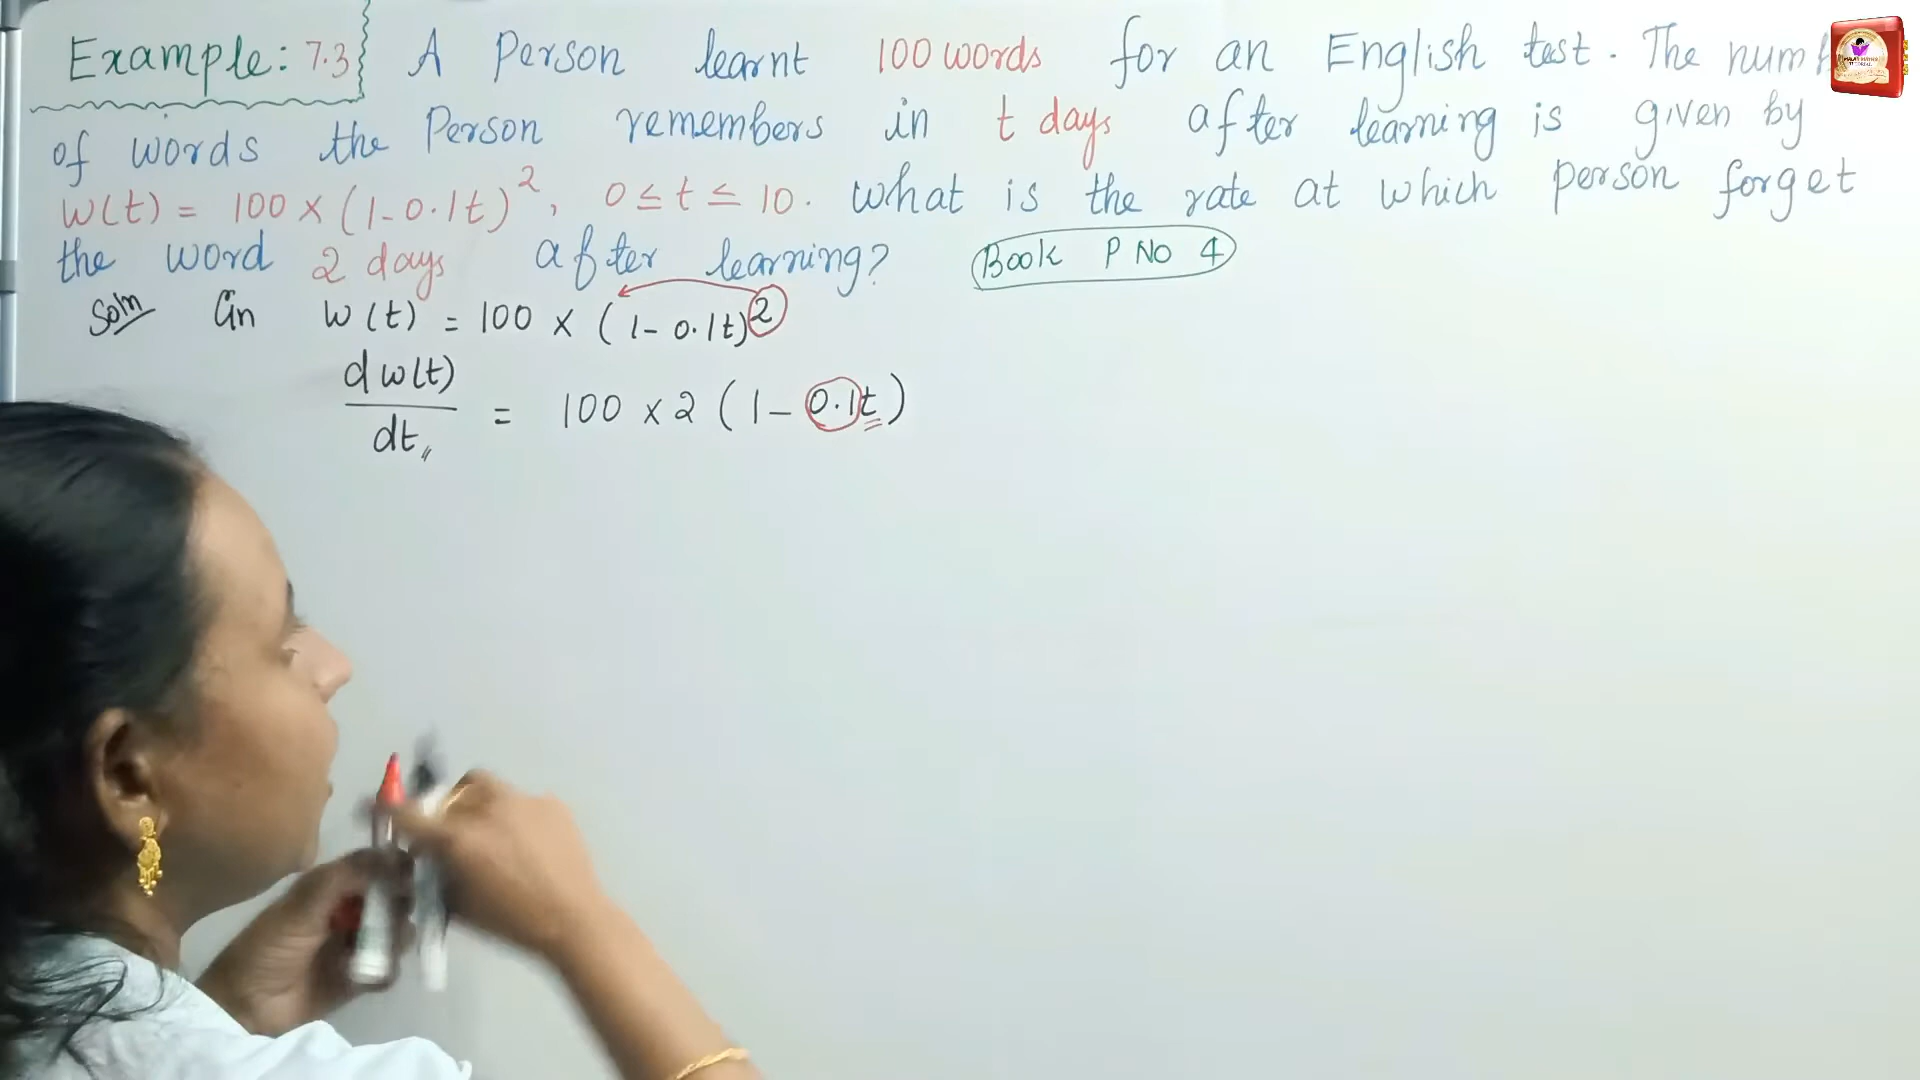 Example: 7.3 A Person learnt 100 words for an English test. The num
of words the Person remembers in t days after learning is given by
W(t) = 100 × (1-0.1t)², 0 ≤ t ≤ 10. What is the rate at which person forget
the word 2 days after learning? Book P No 4
Soln Gn W(t) = 100 × (1-0.1t)²
dw(t)/dt = 100 × 2 (1-0.1t)